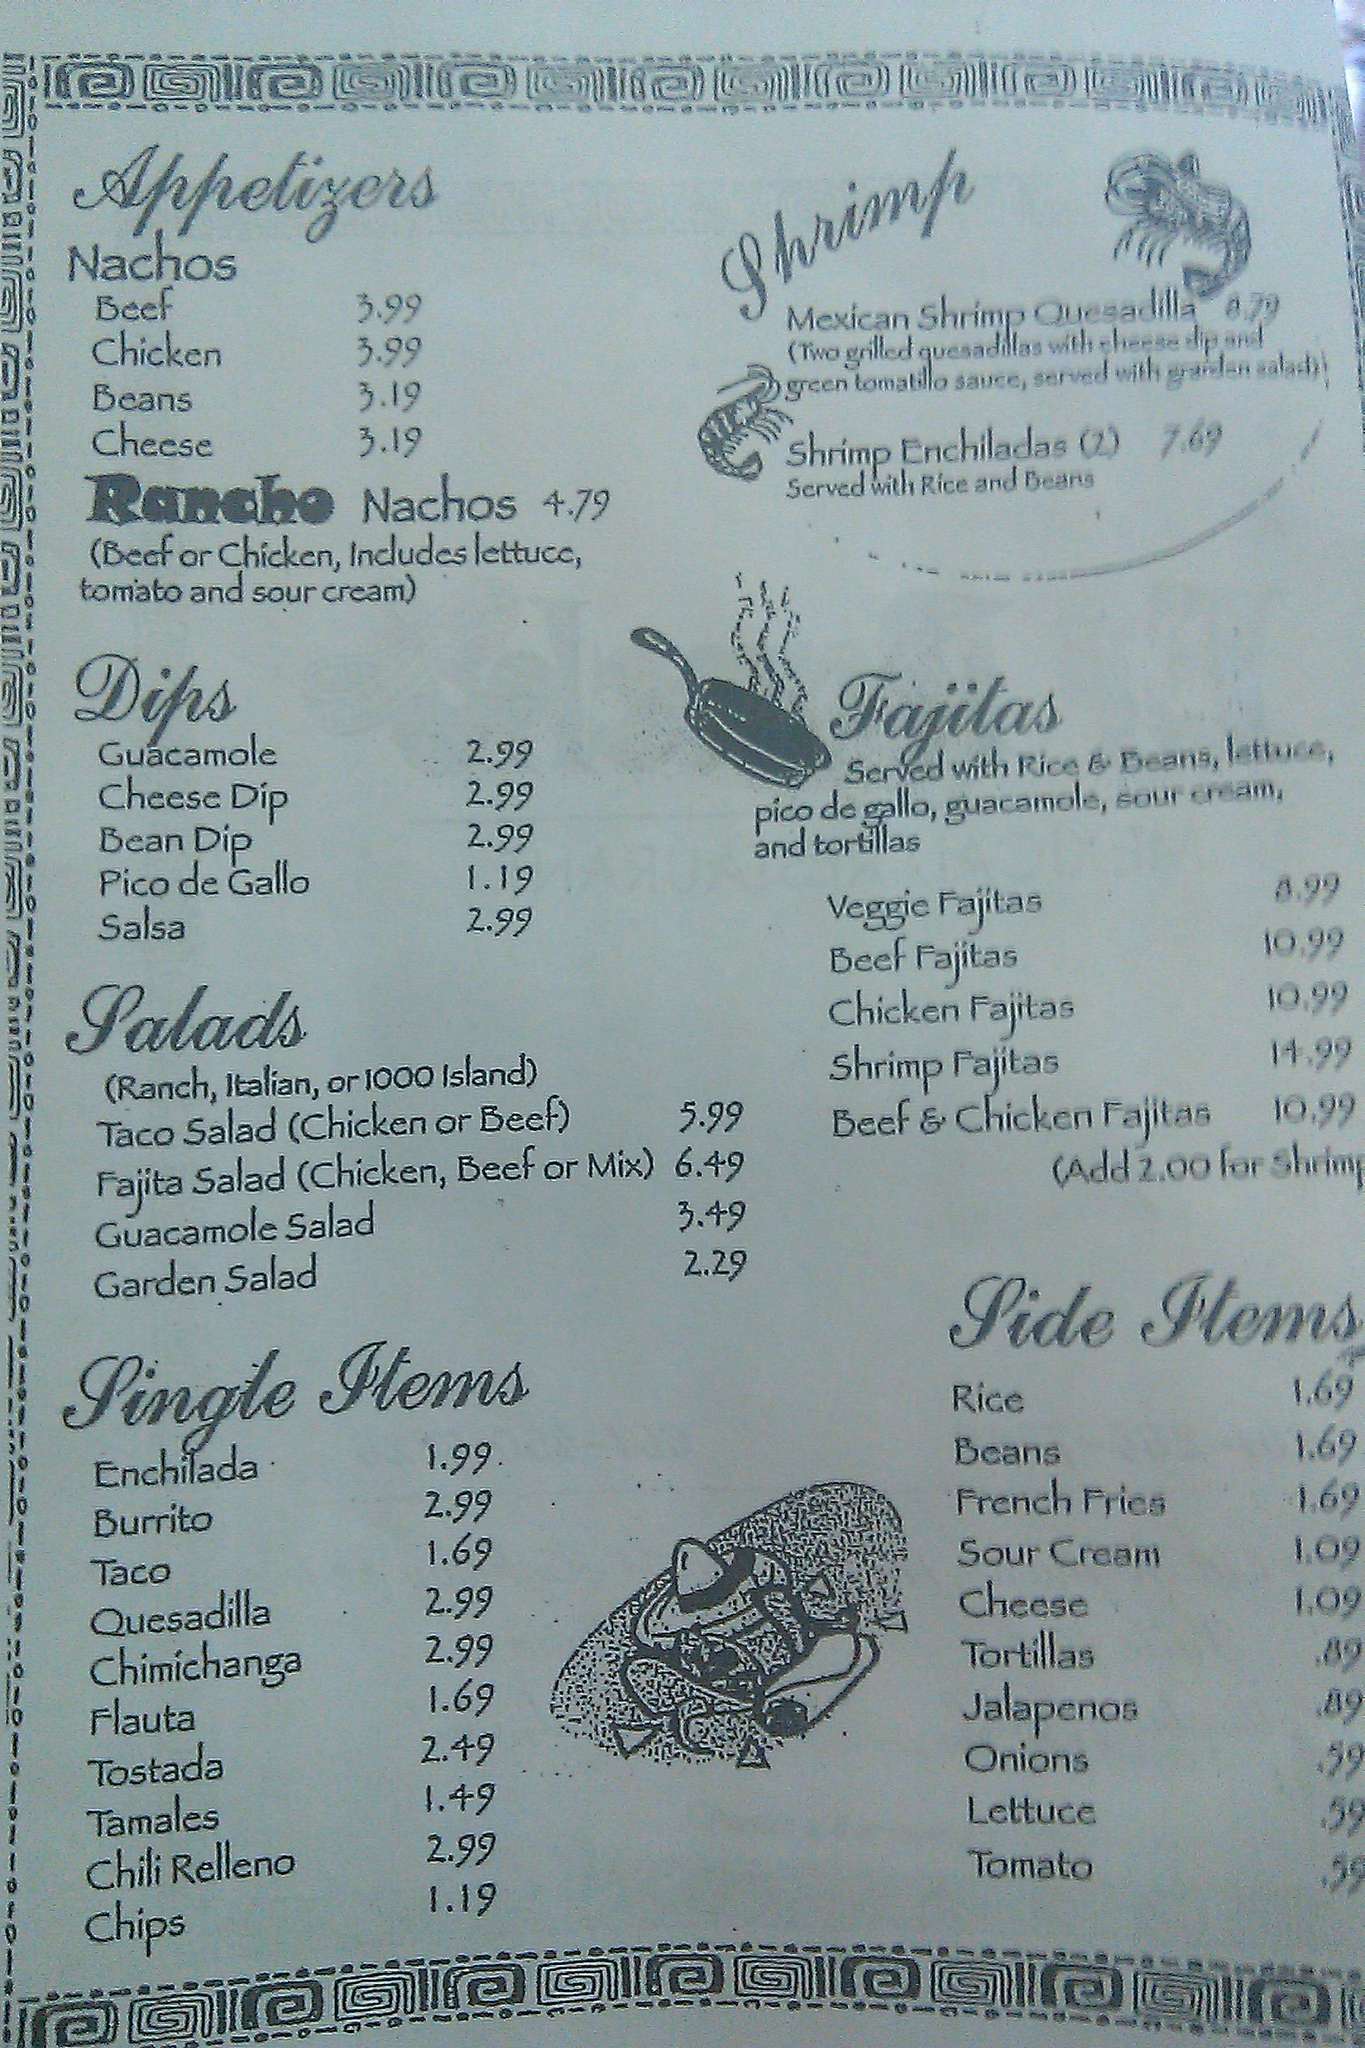 Appetizers
Nachos
Beef 3.99
Chicken 3.99
Beans 3.19
Cheese 3.19
Rancho Nachos 4.79
(Beef or Chicken, Includes lettuce,
tomato and sour cream)
Dips
Guacamole 2.99
Cheese Dip 2.99
Bean Dip 2.99
Pico de Gallo 1.19
Salsa 2.99
Salads
(Ranch, Italian, or 1000 Island)
Taco Salad (Chicken or Beef) 5.99
Fajita Salad (Chicken, Beef or Mix) 6.49
Guacamole Salad 3.49
Garden Salad 2.29
Single Items
Enchilada 1.99
Burrito 2.99
Taco 1.69
Quesadilla 2.99
Chimichanga 2.99
Flauta 1.69
Tostada 2.49
Tamales 1.49
Chili Relleno 2.99
Chips 1.19
Shrimp
Mexican Shrimp Quesadilla 8.79
(Two grilled quesadillas with cheese dip and
green tomatillo sauce, served with grarden salad)
Shrimp Enchiladas (2) 7.69
Served with Rice and Beans
Fajitas
Served with Rice & Beans, lettuce,
pico de gallo, guacamole, sour cream,
and tortillas
Veggie Fajitas 8.99
Beef Fajitas 10.99
Chicken Fajitas 10.99
Shrimp Fajitas 14.99
Beef & Chicken Fajitas 10.99
(Add 2.00 for Shrimp
Side Items
Rice 1.69
Beans 1.69
French Fries 1.69
Sour Cream 1.09
Cheese 1.09
Tortillas .89
Jalapenos .89
Onions .59
Lettuce .59
Tomato .59